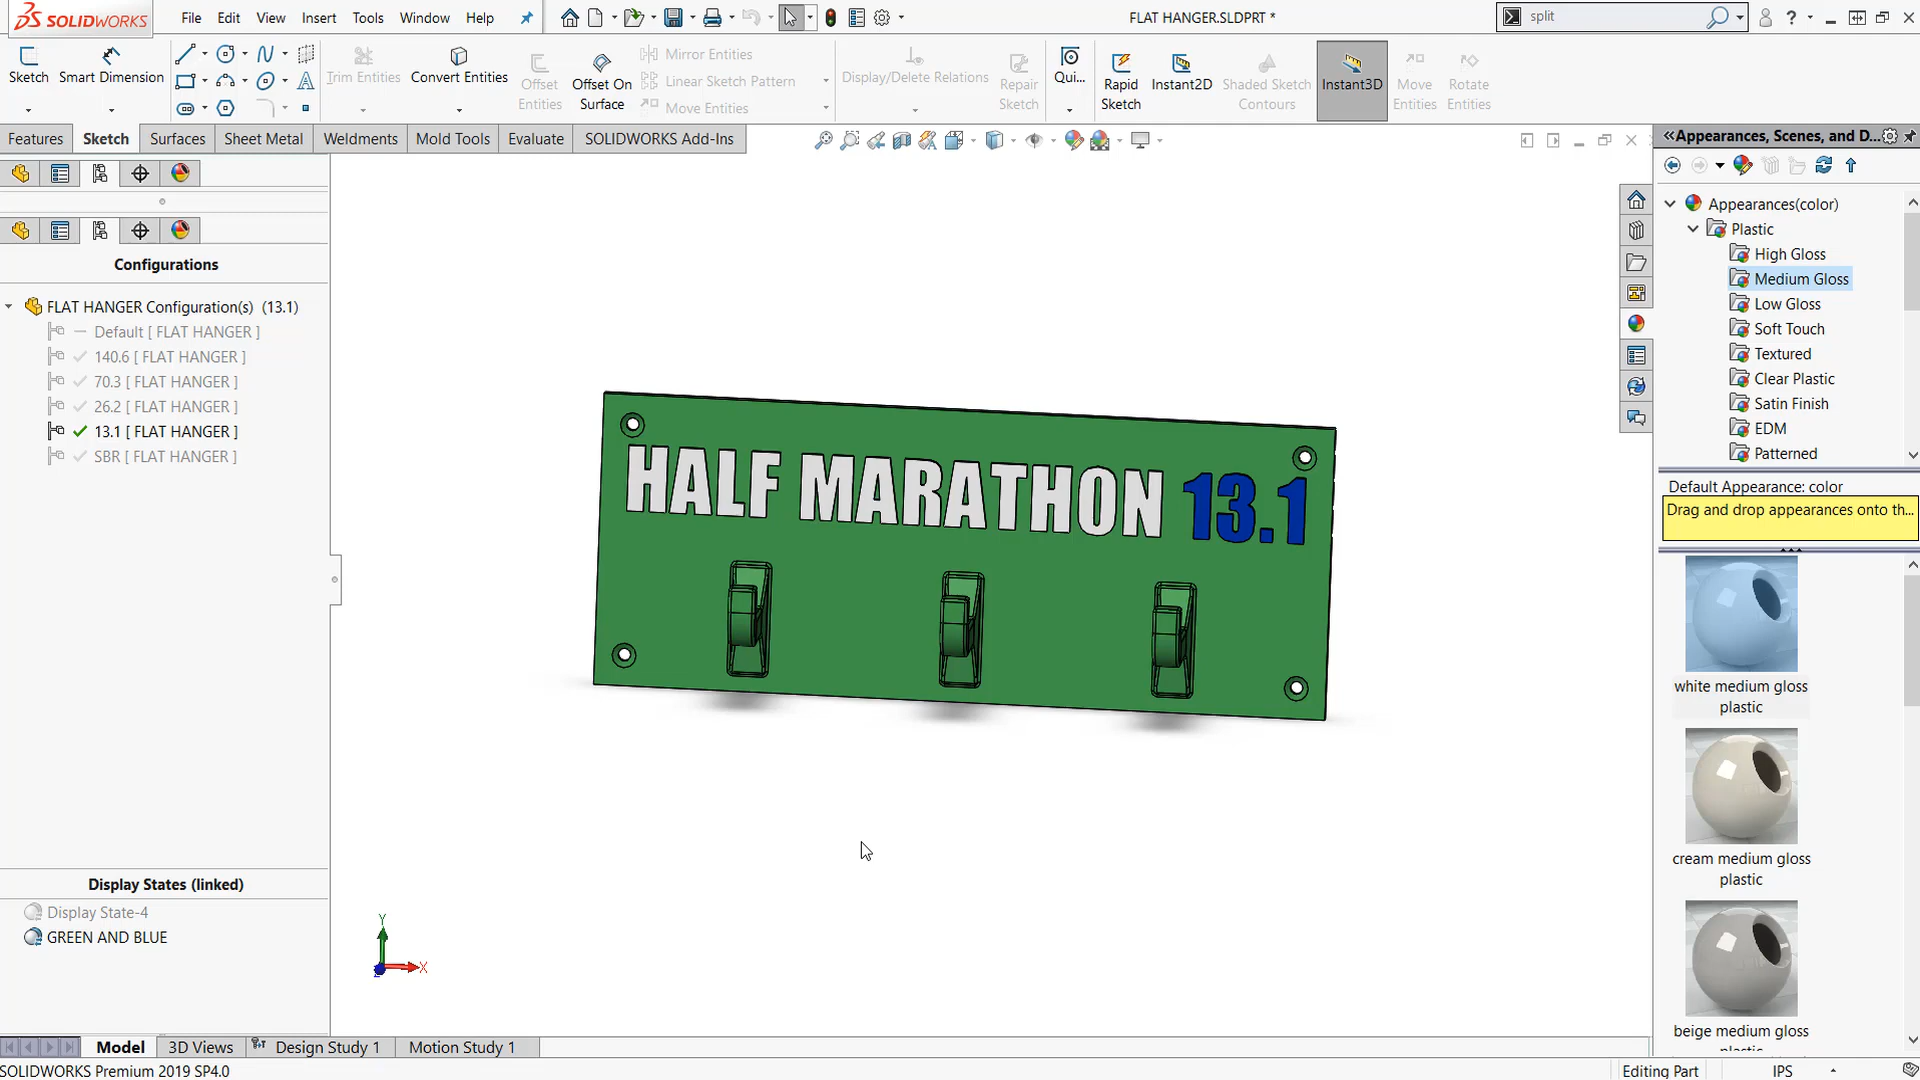 SOLIDWORKS
File Edit View Insert Tools Window Help
FLAT HANGER.SLDPRT *
split
Sketch
Smart Dimension
Trim Entities
Convert Entities
Offset Entities
Offset On Surface
Mirror Entities
Linear Sketch Pattern
Move Entities
Display/Delete Relations
Repair Sketch
Qui...
Rapid Sketch
Instant2D
Shaded Sketch Contours
Instant3D
Move Entities
Rotate Entities
Features Sketch Surfaces Sheet Metal Weldments Mold Tools Evaluate SOLIDWORKS Add-Ins
Configurations
FLAT HANGER Configuration(s) (13.1)
Default [ FLAT HANGER ]
140.6 [ FLAT HANGER ]
70.3 [ FLAT HANGER ]
26.2 [ FLAT HANGER ]
13.1 [ FLAT HANGER ]
SBR [ FLAT HANGER ]
Display States (linked)
Display State-4
GREEN AND BLUE
HALF MARATHON 13.1
Y
X
Z
Appearances, Scenes, and D...
Appearances(color)
Plastic
High Gloss
Medium Gloss
Low Gloss
Soft Touch
Textured
Clear Plastic
Satin Finish
EDM
Patterned
Default Appearance: color
Drag and drop appearances onto th...
white medium gloss
plastic
cream medium gloss
plastic
beige medium gloss
plastic
Model 3D Views Design Study 1 Motion Study 1
SOLIDWORKS Premium 2019 SP4.0
Editing Part IPS